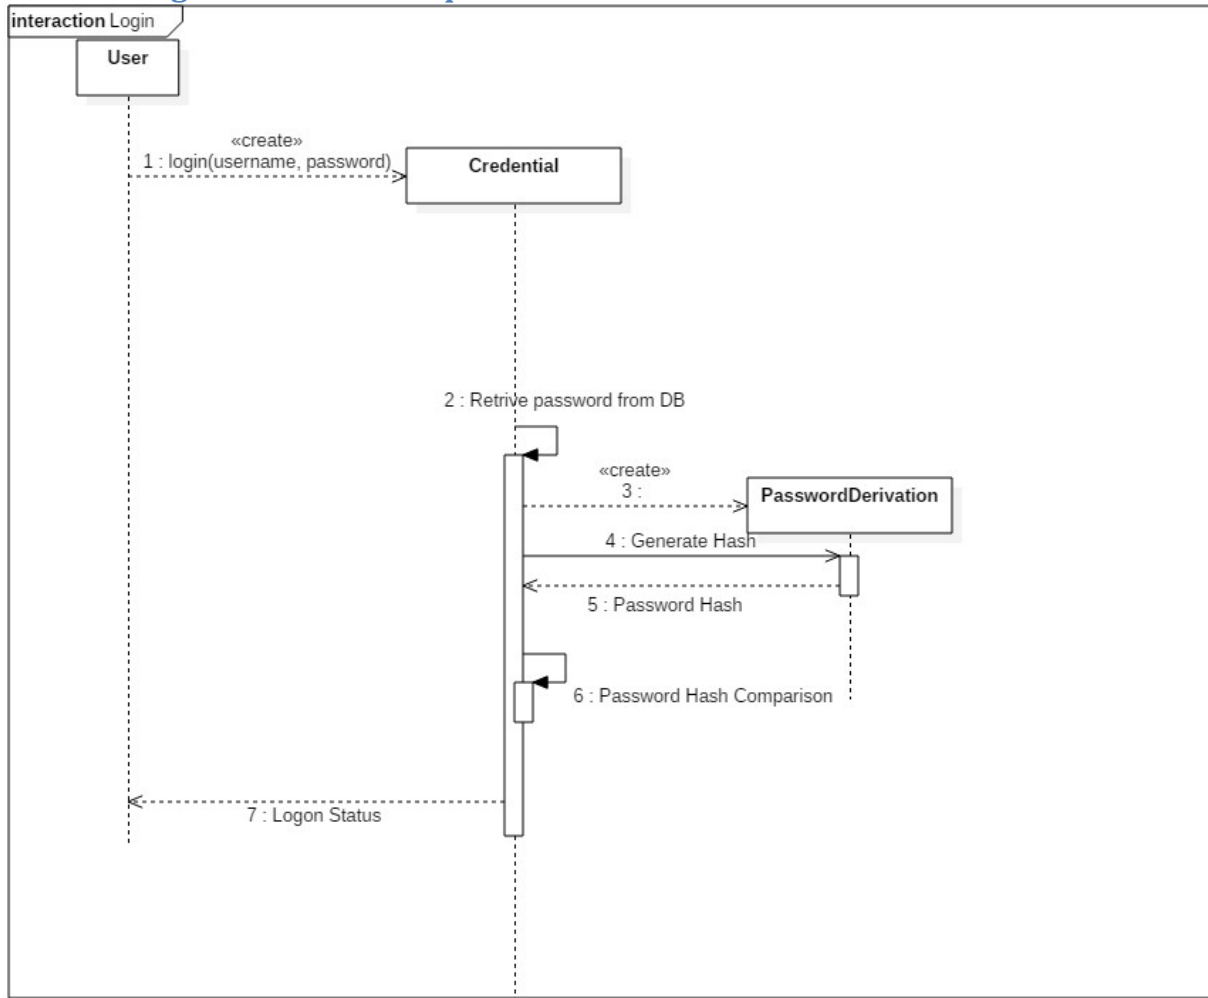 interaction Login
User
«create»
1 : login(username, password)
Credential
2 : Retrive password from DB
«create»
3 :
PasswordDerivation
4 : Generate Hash
5 : Password Hash
6 : Password Hash Comparison
7 : Logon Status